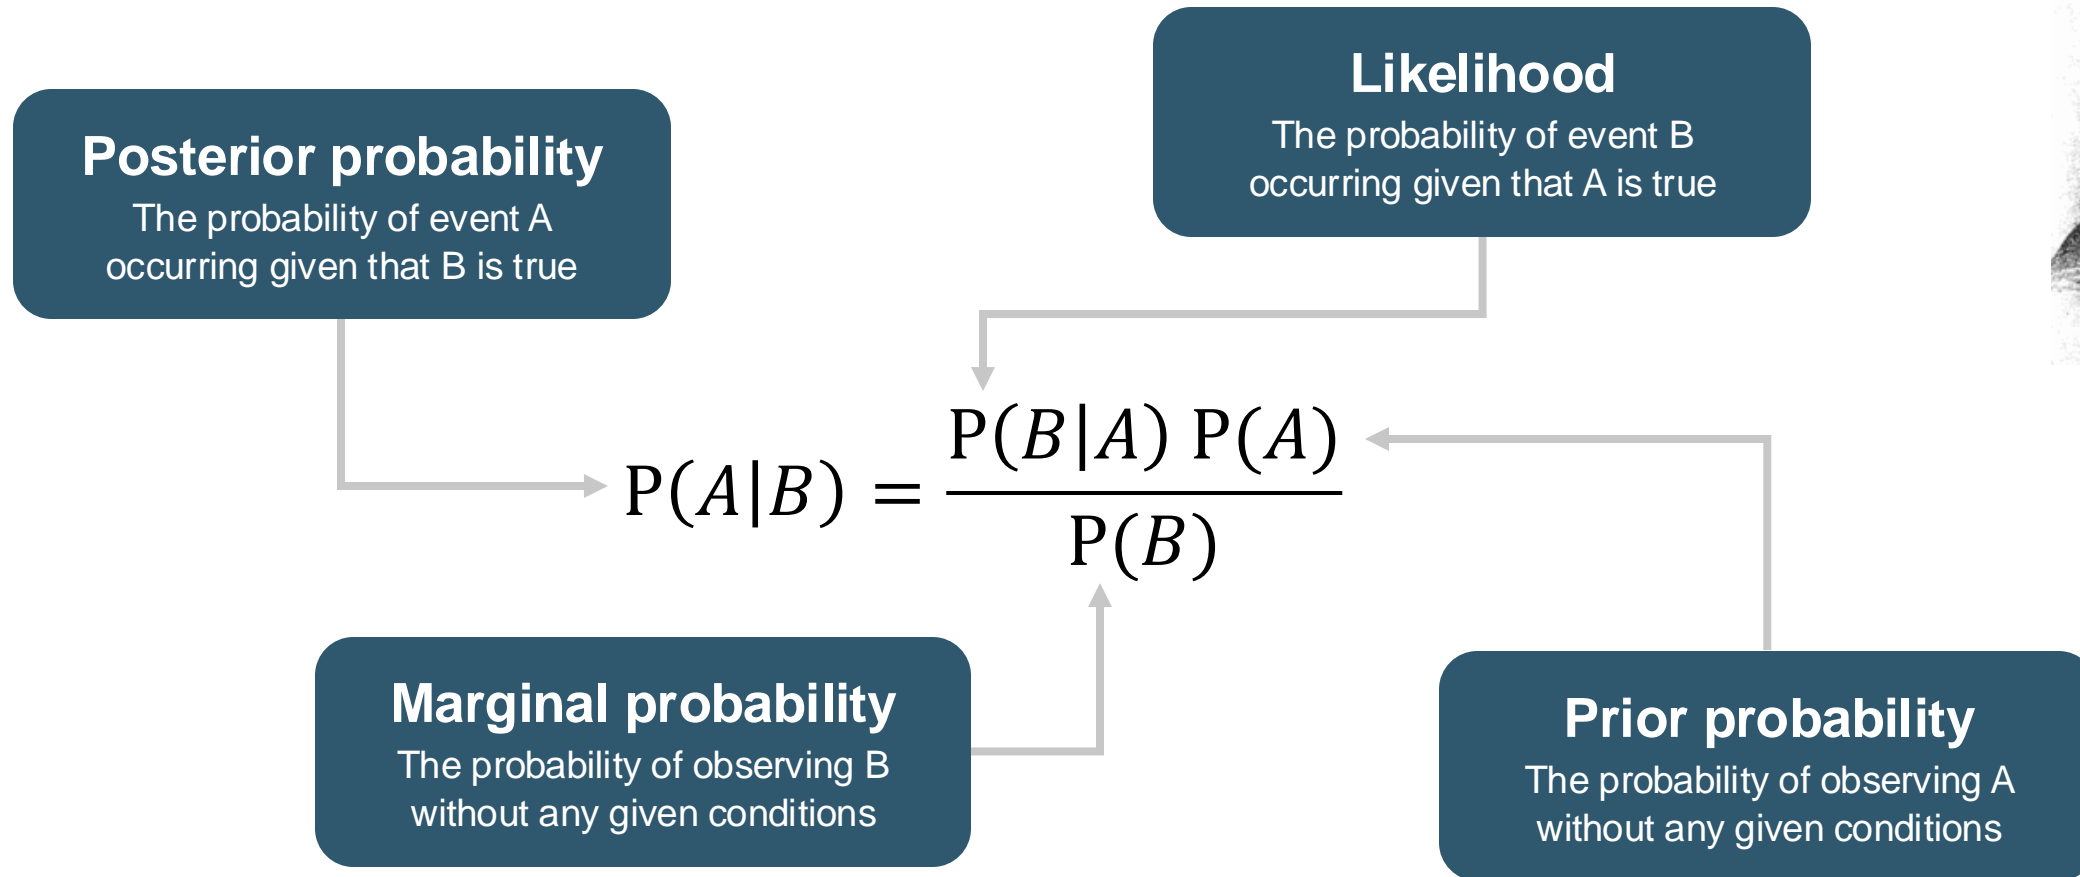 Likelihood
The probability of event B
occurring given that A is true
Posterior probability
The probability of event A
occurring given that B is true
P(A|B) = P(B|A) P(A)
P(B)
Marginal probability
The probability of observing B
without any given conditions
Prior probability
The probability of observing A
without any given conditions